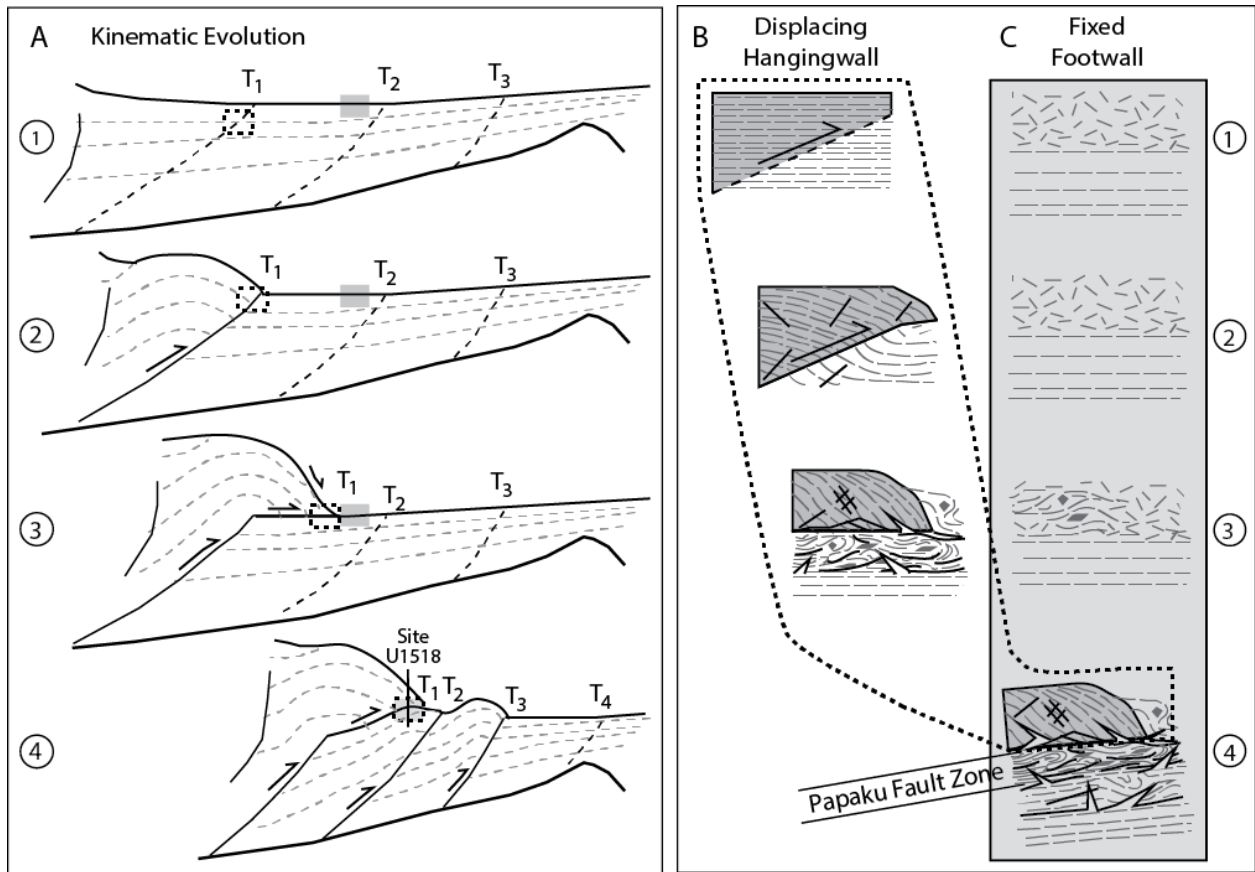 A Kinematic Evolution
T1 T2 T3
1
T1 T2 T3
2
T1 T2 T3
3
Site
U1518
T1 T2 T3 T4
4
B Displacing
Hangingwall
C Fixed
Footwall
1
2
3
4
Papaku Fault Zone